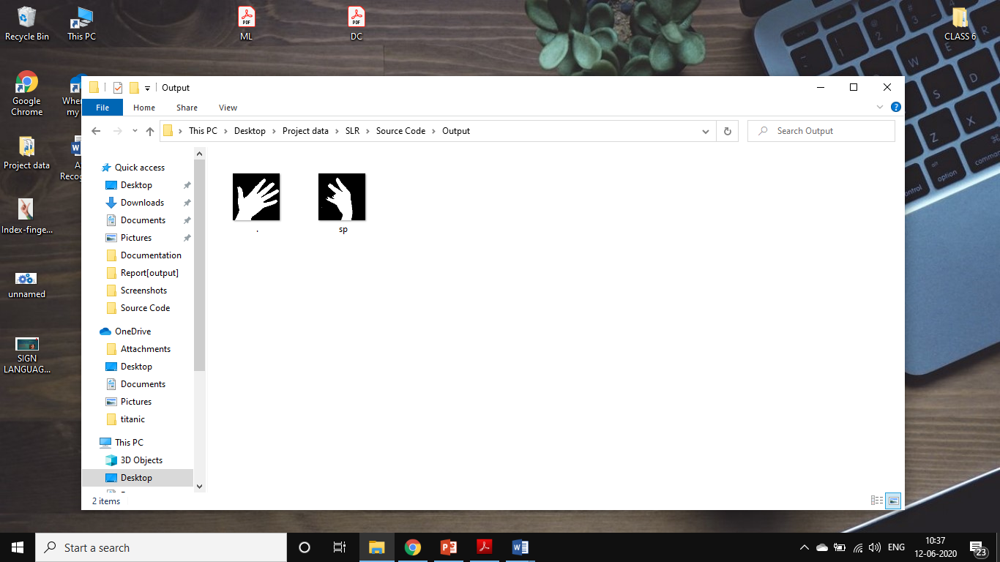 Recycle Bin
This PC
ML
DC
CLASS 6
Google
Chrome
Wher
my
Project data
A
Recog
Index-finge...
unnamed
SIGN
LANGUAG...
Output
File
Home
Share
View
This PC
Desktop
Project data
SLR
Source Code
Output
Search Output
Quick access
Desktop
Downloads
Documents
Pictures
Documentation
Report[output]
Screenshots
Source Code
OneDrive
Attachments
Desktop
Documents
Pictures
titanic
This PC
3D Objects
Desktop
.
sp
2 items
Start a search
ENG
10:37
12-06-2020
23